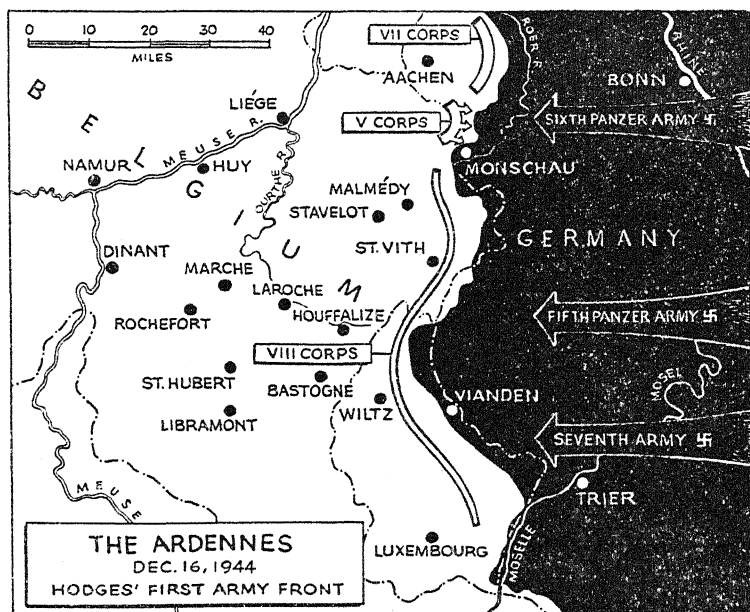 0 10 20 30 40
MILES
VII CORPS
AACHEN
ROER R.
RHINE
BONN
BELGIUM
LIÉGE
V CORPS
SIXTH PANZER ARMY
MEUSE R.
NAMUR
HUY
OURTHE R.
MONSCHAU
MALMÉDY
STAVELOT
GERMANY
DINANT
ST. VITH
MARCHE
LAROCHE
HOUFFALIZE
ROCHEFORT
FIFTH PANZER ARMY
VIII CORPS
ST. HUBERT
BASTOGNE
MOSEL
LIBRAMONT
WILTZ
VIANDEN
SEVENTH ARMY
MEUSE
TRIER
THE ARDENNES
DEC. 16, 1944
HODGES' FIRST ARMY FRONT
LUXEMBOURG
MOSELLE